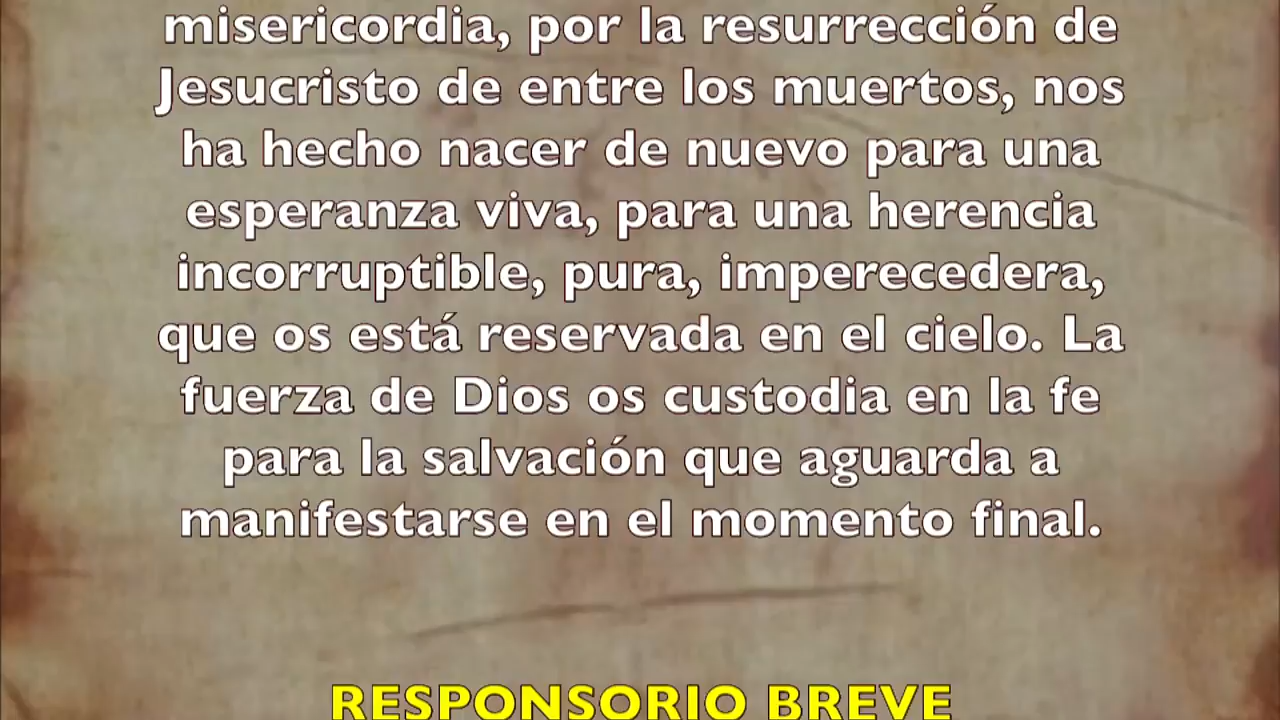 misericordia, por la resurrección de
Jesucristo de entre los muertos, nos
ha hecho nacer de nuevo para una
esperanza viva, para una herencia
incorruptible, pura, imperecedera,
que os está reservada en el cielo. La
fuerza de Dios os custodia en la fe
para la salvación que aguarda a
manifestarse en el momento final.
RESPONSORIO BREVE